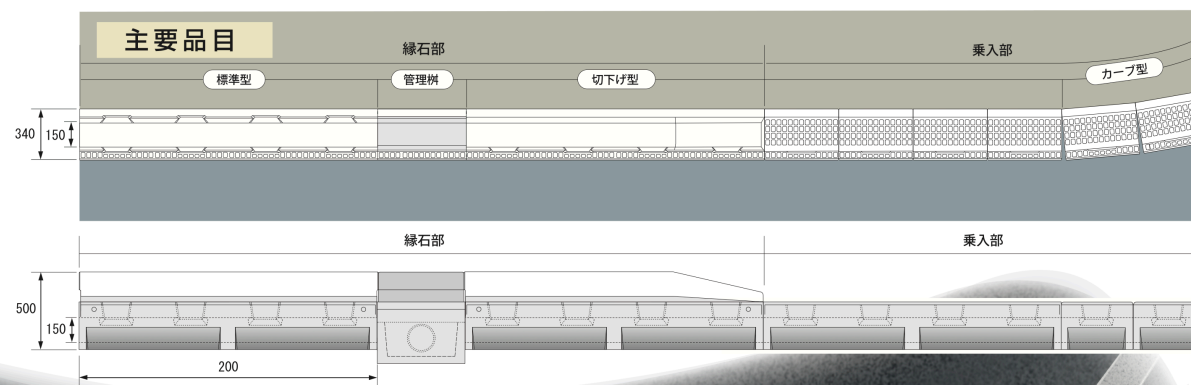 主要品目
縁石部
乗入部
標準型
管理桝
切下げ型
カーブ型
340
150
縁石部
乗入部
500
150
200